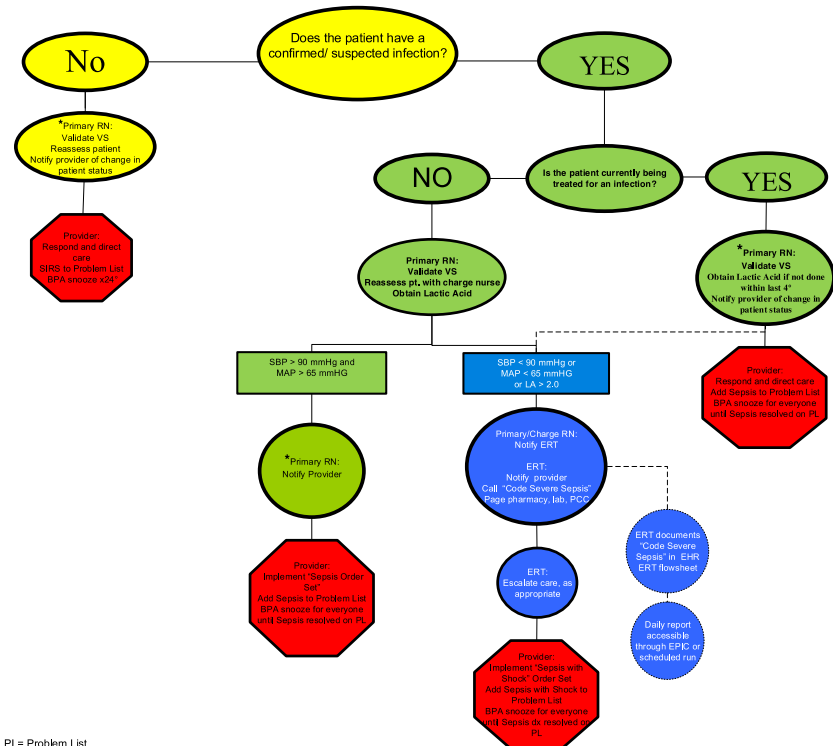 Does the patient have a
confirmed/ suspected infection?
No
YES
*Primary RN:
Validate VS
Reassess patient
Notify provider of change in
patient status
Is the patient currently being
treated for an infection?
NO
YES
Provider:
Respond and direct
care
SIRS to Problem List
BPA snooze x24°
Primary RN:
Validate VS
Reassess pt. with charge nurse
Obtain Lactic Acid
*Primary RN:
Validate VS
Obtain Lactic Acid if not done
within last 4°
Notify provider of change in
patient status
SBP > 90 mmHg and
MAP > 65 mmHG
SBP < 90 mmHg or
MAP < 65 mmHG
or LA > 2.0
Provider:
Respond and direct care
Add Sepsis to Problem List
BPA snooze for everyone
until Sepsis resolved on PL
*Primary RN:
Notify Provider
Primary/Charge RN:
Notify ERT
ERT:
Notify provider
Call “Code Severe Sepsis”
Page pharmacy, lab, PCC
ERT documents
“Code Severe
Sepsis” in EHR
ERT flowsheet
Provider:
Implement “Sepsis Order
Set”
Add Sepsis to Problem List
BPA snooze for everyone
until Sepsis resolved on PL
ERT:
Escalate care, as
appropriate
Daily report
accessible
through EPIC or
scheduled run
Provider:
Implement “Sepsis with
Shock” Order Set
Add Sepsis with Shock to
Problem List
BPA snooze for everyone
until Sepsis dx resolved on
PL
PL= Problem List